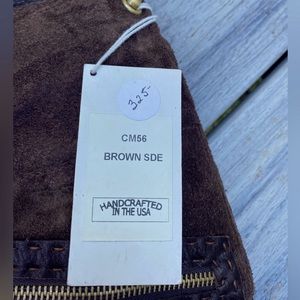 325-
CM56
BROWN SDE
HANDCRAFTED
IN THE USA